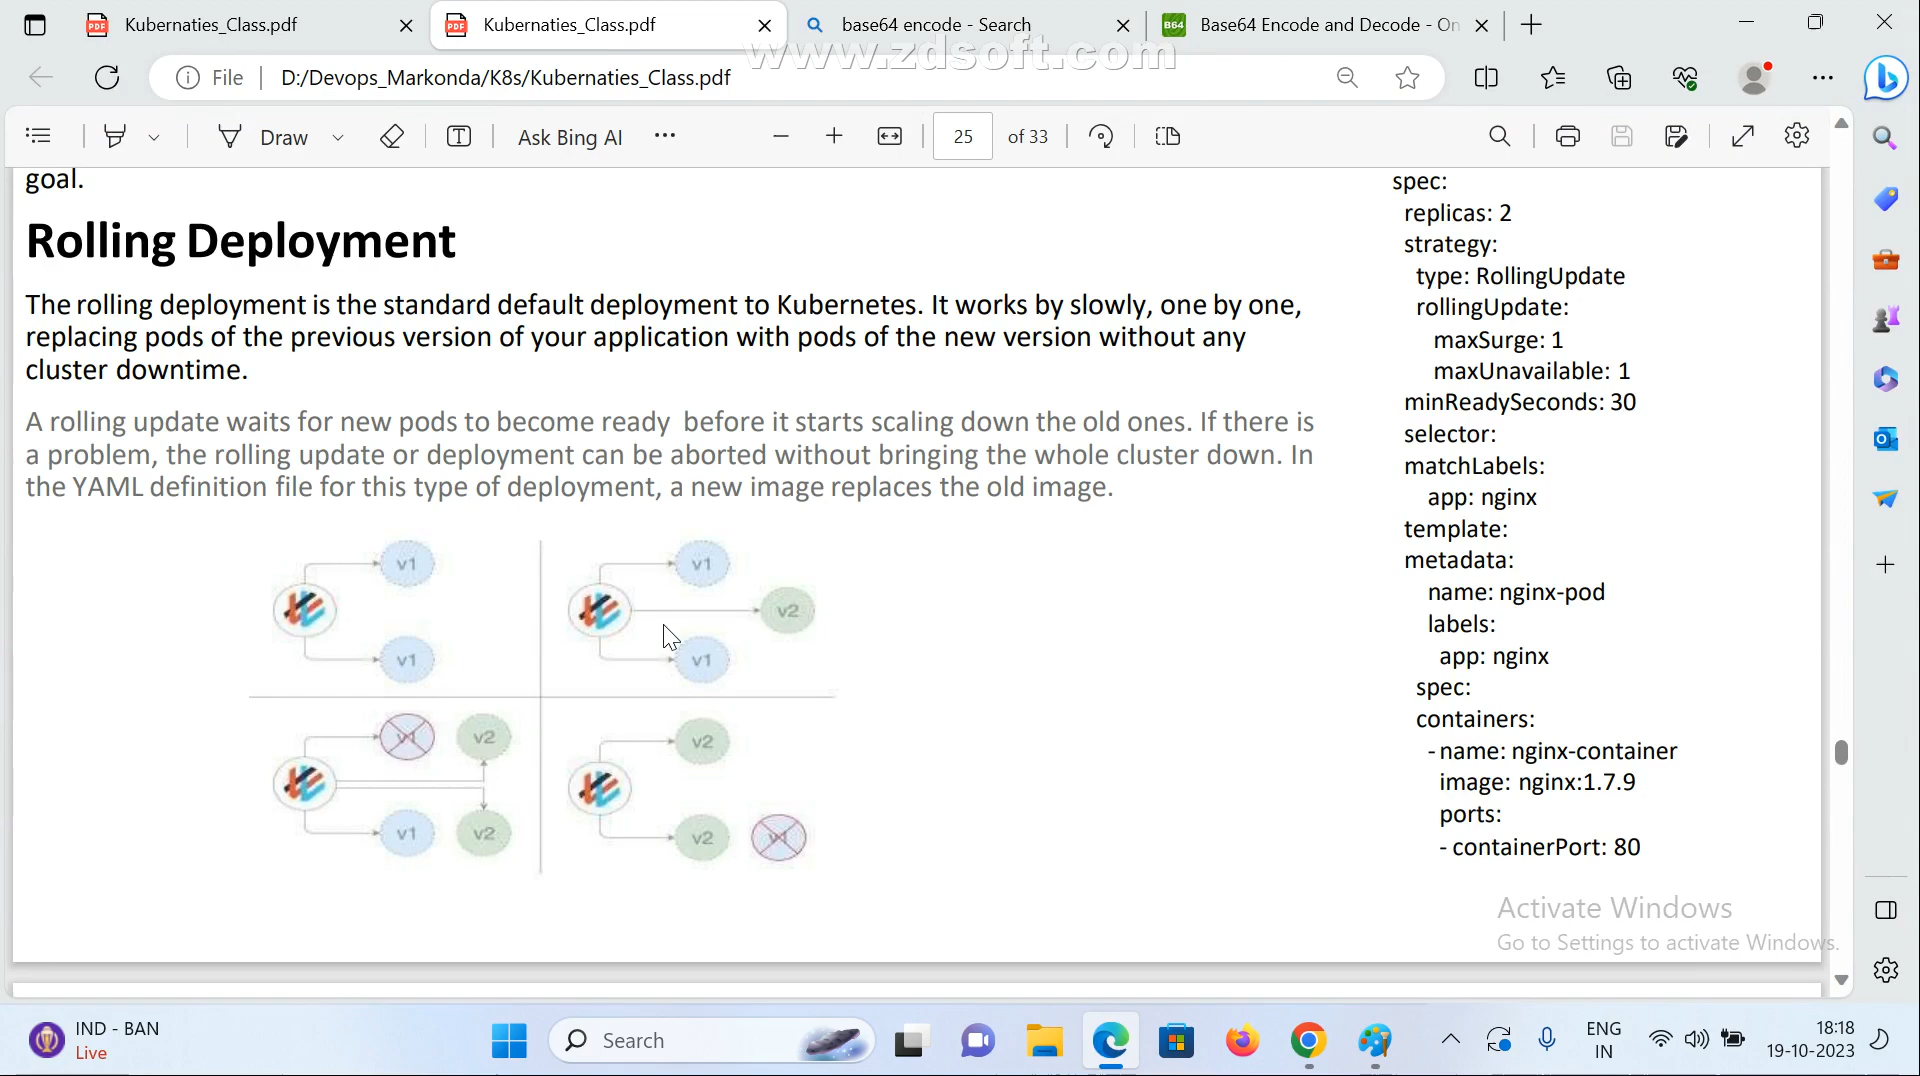 Kubernaties_Class.pdf
Kubernaties_Class.pdf
base64 encode - Search
B64
Base64 Encode and Decode - On
www.zdsoft.com
File
D:/Devops_Markonda/K8s/Kubernaties_Class.pdf
Draw
Ask Bing AI
25
of 33
goal.
Rolling Deployment
The rolling deployment is the standard default deployment to Kubernetes. It works by slowly, one by one,
replacing pods of the previous version of your application with pods of the new version without any
cluster downtime.
A rolling update waits for new pods to become ready before it starts scaling down the old ones. If there is
a problem, the rolling update or deployment can be aborted without bringing the whole cluster down. In
the YAML definition file for this type of deployment, a new image replaces the old image.
v1
v1
v1
v2
v1
v1
v2
v1
v2
v2
v2
v1
spec:
replicas: 2
strategy:
type: RollingUpdate
rollingUpdate:
maxSurge: 1
maxUnavailable: 1
minReadySeconds: 30
selector:
matchLabels:
app: nginx
template:
metadata:
name: nginx-pod
labels:
app: nginx
spec:
containers:
- name: nginx-container
image: nginx:1.7.9
ports:
- containerPort: 80
Activate Windows
Go to Settings to activate Windows.
IND - BAN
Live
Search
ENG
IN
18:18
19-10-2023